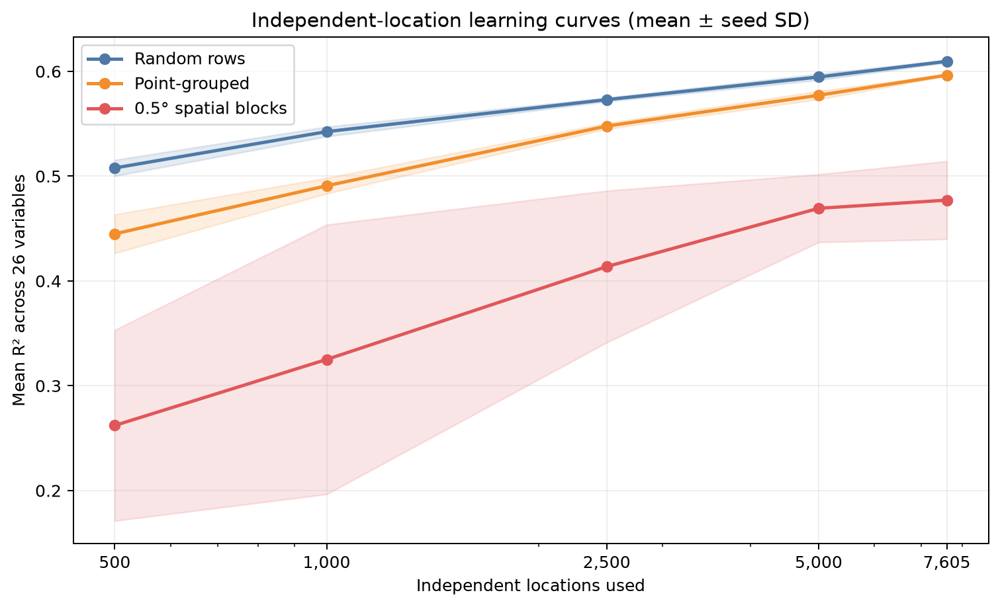 Independent-location learning curves (mean ± seed SD)
Random rows
Point-grouped
0.5° spatial blocks
Mean R² across 26 variables
0.6
0.5
0.4
0.3
0.2
500
1,000
2,500
5,000
7,605
Independent locations used